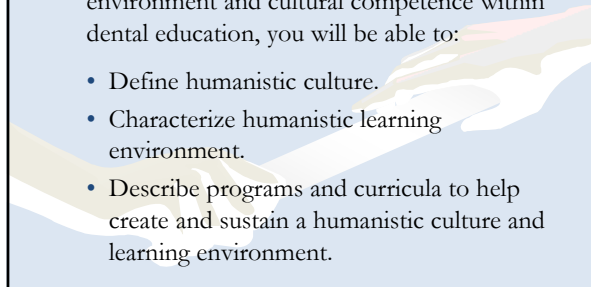 environment and cultural competence within
dental education, you will be able to:
• Define humanistic culture.
• Characterize humanistic learning
environment.
• Describe programs and curricula to help
create and sustain a humanistic culture and
learning environment.